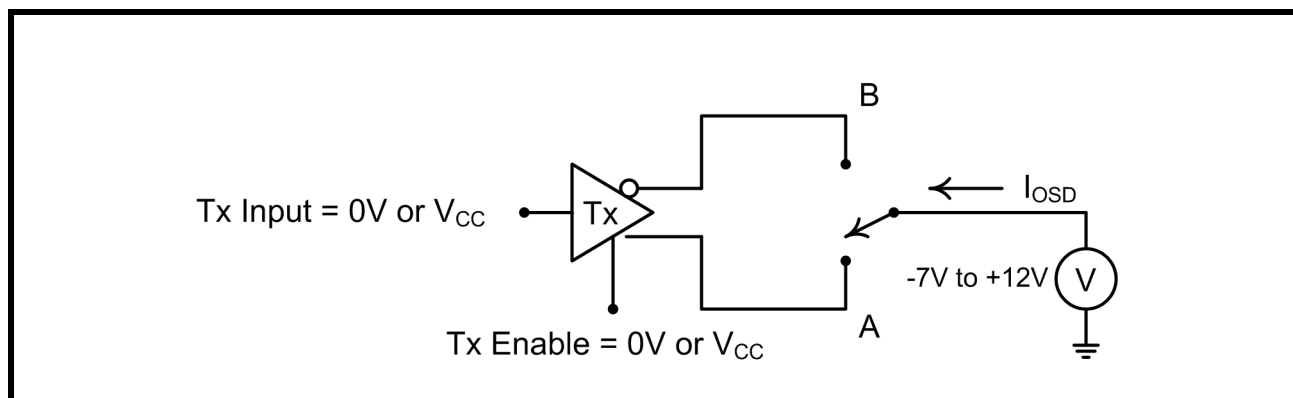 B
I_OSD
Tx Input = 0V or V_CC
Tx
-7V to +12V
V
A
Tx Enable = 0V or V_CC